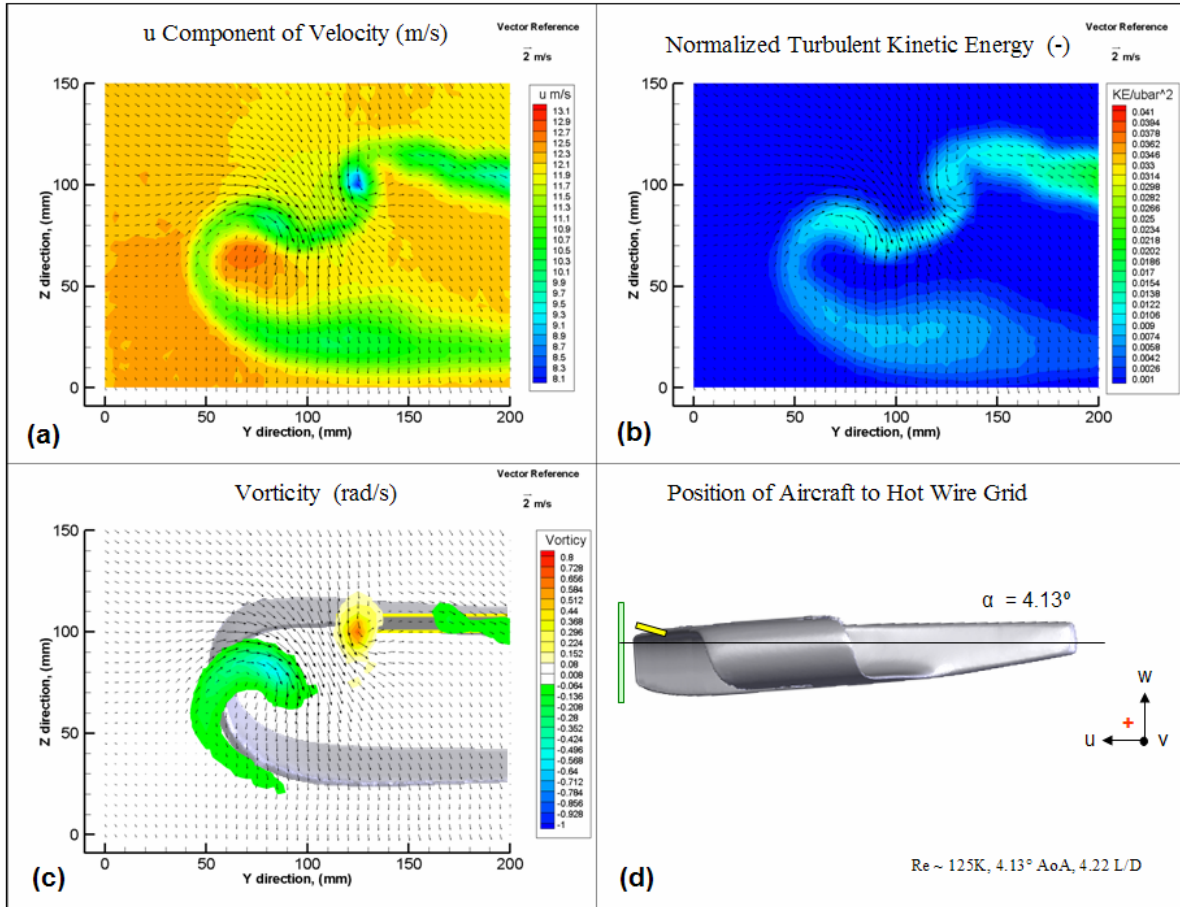 u Component of Velocity (m/s)
Vector Reference
2 m/s
u m/s
13.1
12.9
12.7
12.5
12.3
12.1
11.9
11.7
11.5
11.3
11.1
10.9
10.7
10.5
10.3
10.1
9.9
9.7
9.5
9.3
9.1
8.9
8.7
8.5
8.3
8.1
150
100
50
0
Z direction, (mm)
0 50 100 150 200
Y direction, (mm)
(a)
Normalized Turbulent Kinetic Energy (-)
Vector Reference
2 m/s
KE/ubar^2
0.041
0.0394
0.0378
0.0362
0.0346
0.033
0.0314
0.0298
0.0282
0.0266
0.025
0.0234
0.0218
0.0202
0.0186
0.017
0.0154
0.0138
0.0122
0.0106
0.009
0.0074
0.0058
0.0042
0.0026
0.001
150
100
50
0
Z direction, (mm)
0 50 100 150 200
Y direction, (mm)
(b)
Vorticity (rad/s)
Vector Reference
2 m/s
Vorticy
0.8
0.728
0.656
0.584
0.512
0.44
0.368
0.296
0.224
0.152
0.08
0.008
-0.064
-0.136
-0.208
-0.28
-0.352
-0.424
-0.496
-0.568
-0.64
-0.712
-0.784
-0.856
-0.928
-1
150
100
50
0
Z direction, (mm)
0 50 100 150 200
Y direction, (mm)
(c)
Position of Aircraft to Hot Wire Grid
α = 4.13º
w
+
u
v
Re ~ 125K, 4.13° AoA, 4.22 L/D
(d)